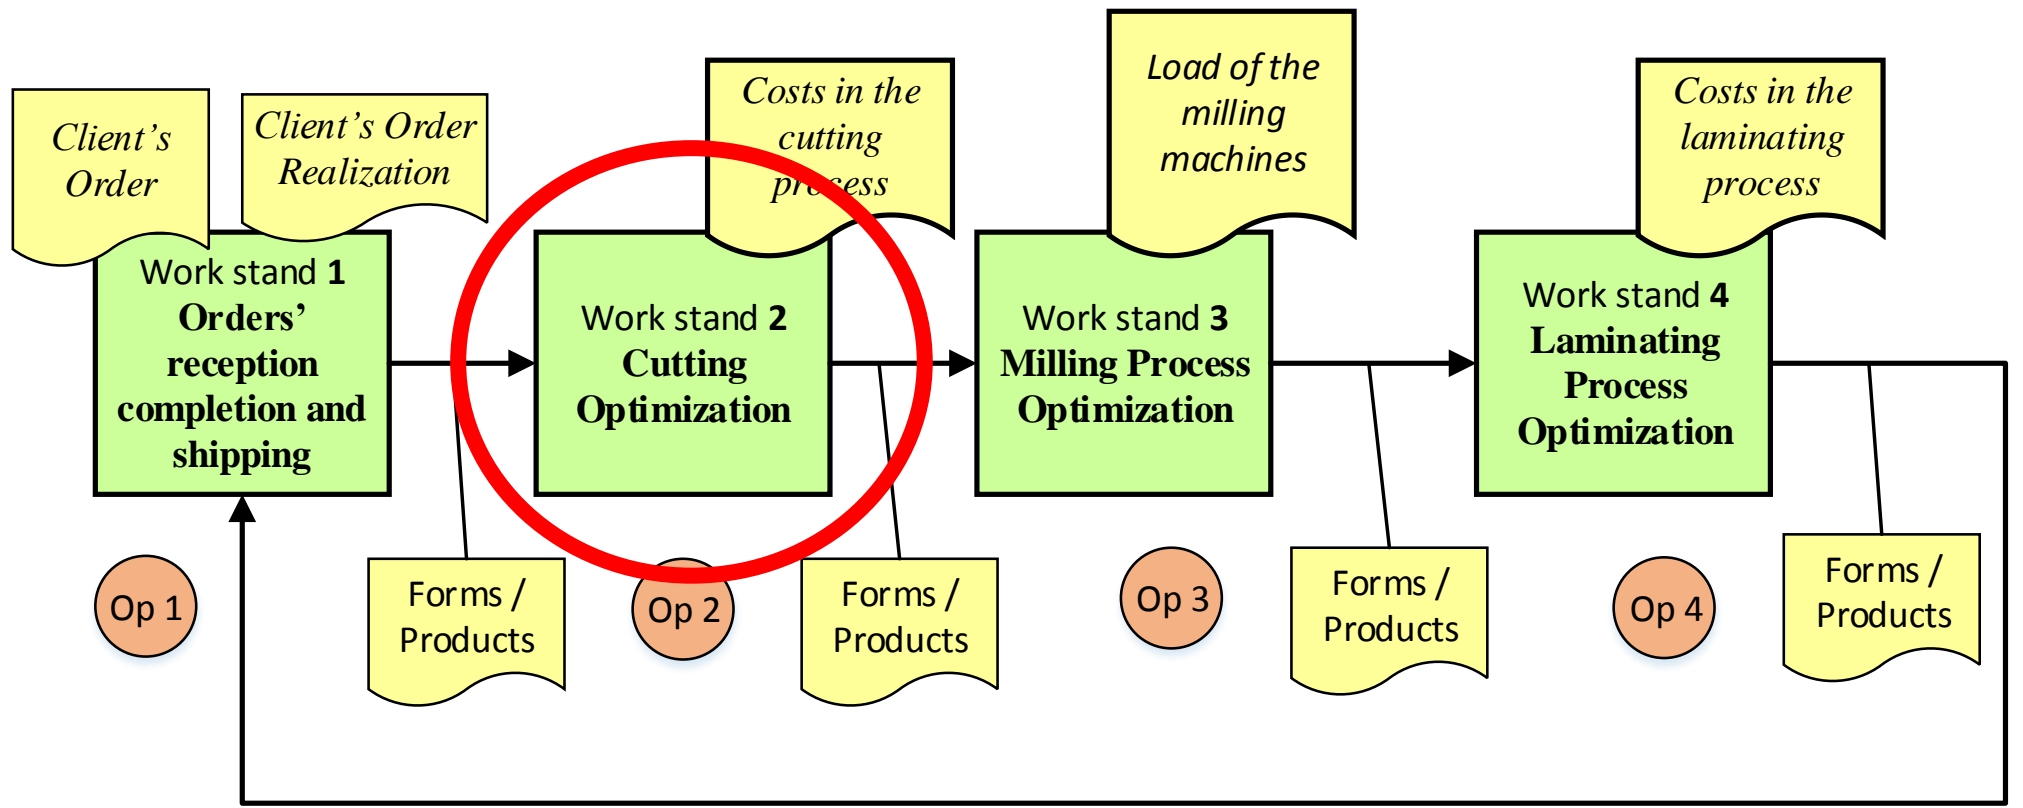 Client’s
Order
Client’s Order
Realization
Costs in the
cutting
process
Load of the
milling
machines
Costs in the
laminating
process
Work stand 1
Orders’
reception
completion and
shipping
Work stand 2
Cutting
Optimization
Work stand 3
Milling Process
Optimization
Work stand 4
Laminating
Process
Optimization
Op 1
Forms /
Products
Op 2
Forms /
Products
Op 3
Forms /
Products
Op 4
Forms /
Products